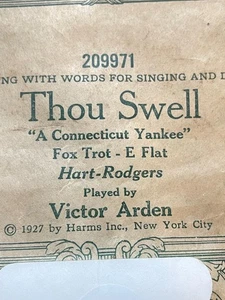 209971
NG WITH WORDS FOR SINGING AND D
Thou Swell
"A Connecticut Yankee"
Fox Trot - E Flat
Hart-Rodgers
Played by
Victor Arden
© 1927 by Harms Inc., New York City